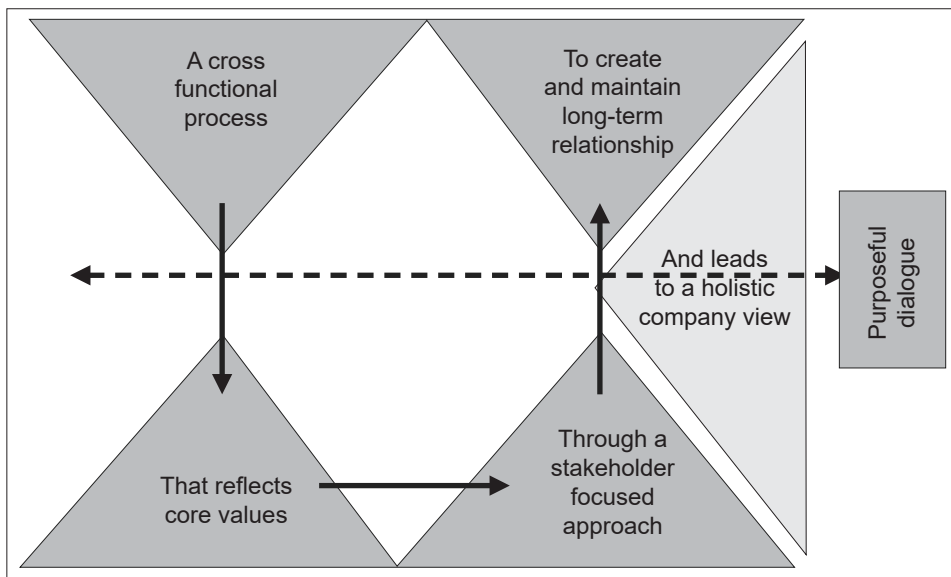 A cross
functional
process
To create
and maintain
long-term
relationship
And leads
to a holistic
company view
Purposeful
dialogue
That reflects
core values
Through a
stakeholder
focused
approach